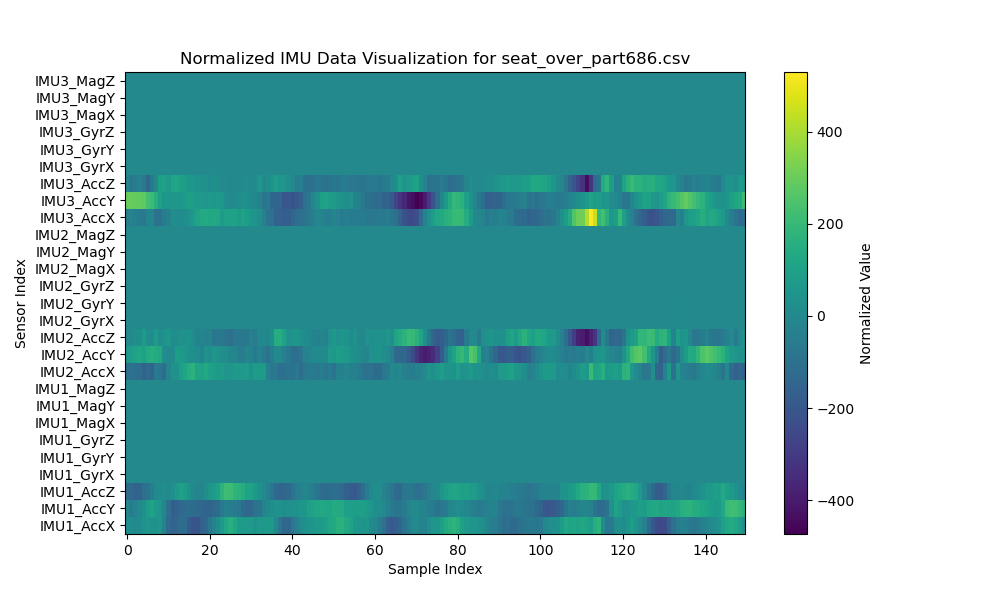 Normalized IMU Data Visualization for seat_over_part686.csv
IMU3_MagZ
IMU3_MagY
IMU3_MagX
IMU3_GyrZ
IMU3_GyrY
IMU3_GyrX
IMU3_AccZ
IMU3_AccY
IMU3_AccX
IMU2_MagZ
IMU2_MagY
IMU2_MagX
IMU2_GyrZ
IMU2_GyrY
IMU2_GyrX
IMU2_AccZ
IMU2_AccY
IMU2_AccX
IMU1_MagZ
IMU1_MagY
IMU1_MagX
IMU1_GyrZ
IMU1_GyrY
IMU1_GyrX
IMU1_AccZ
IMU1_AccY
IMU1_AccX
Sensor Index
0 20 40 60 80 100 120 140
Sample Index
400
200
0
−200
−400
Normalized Value